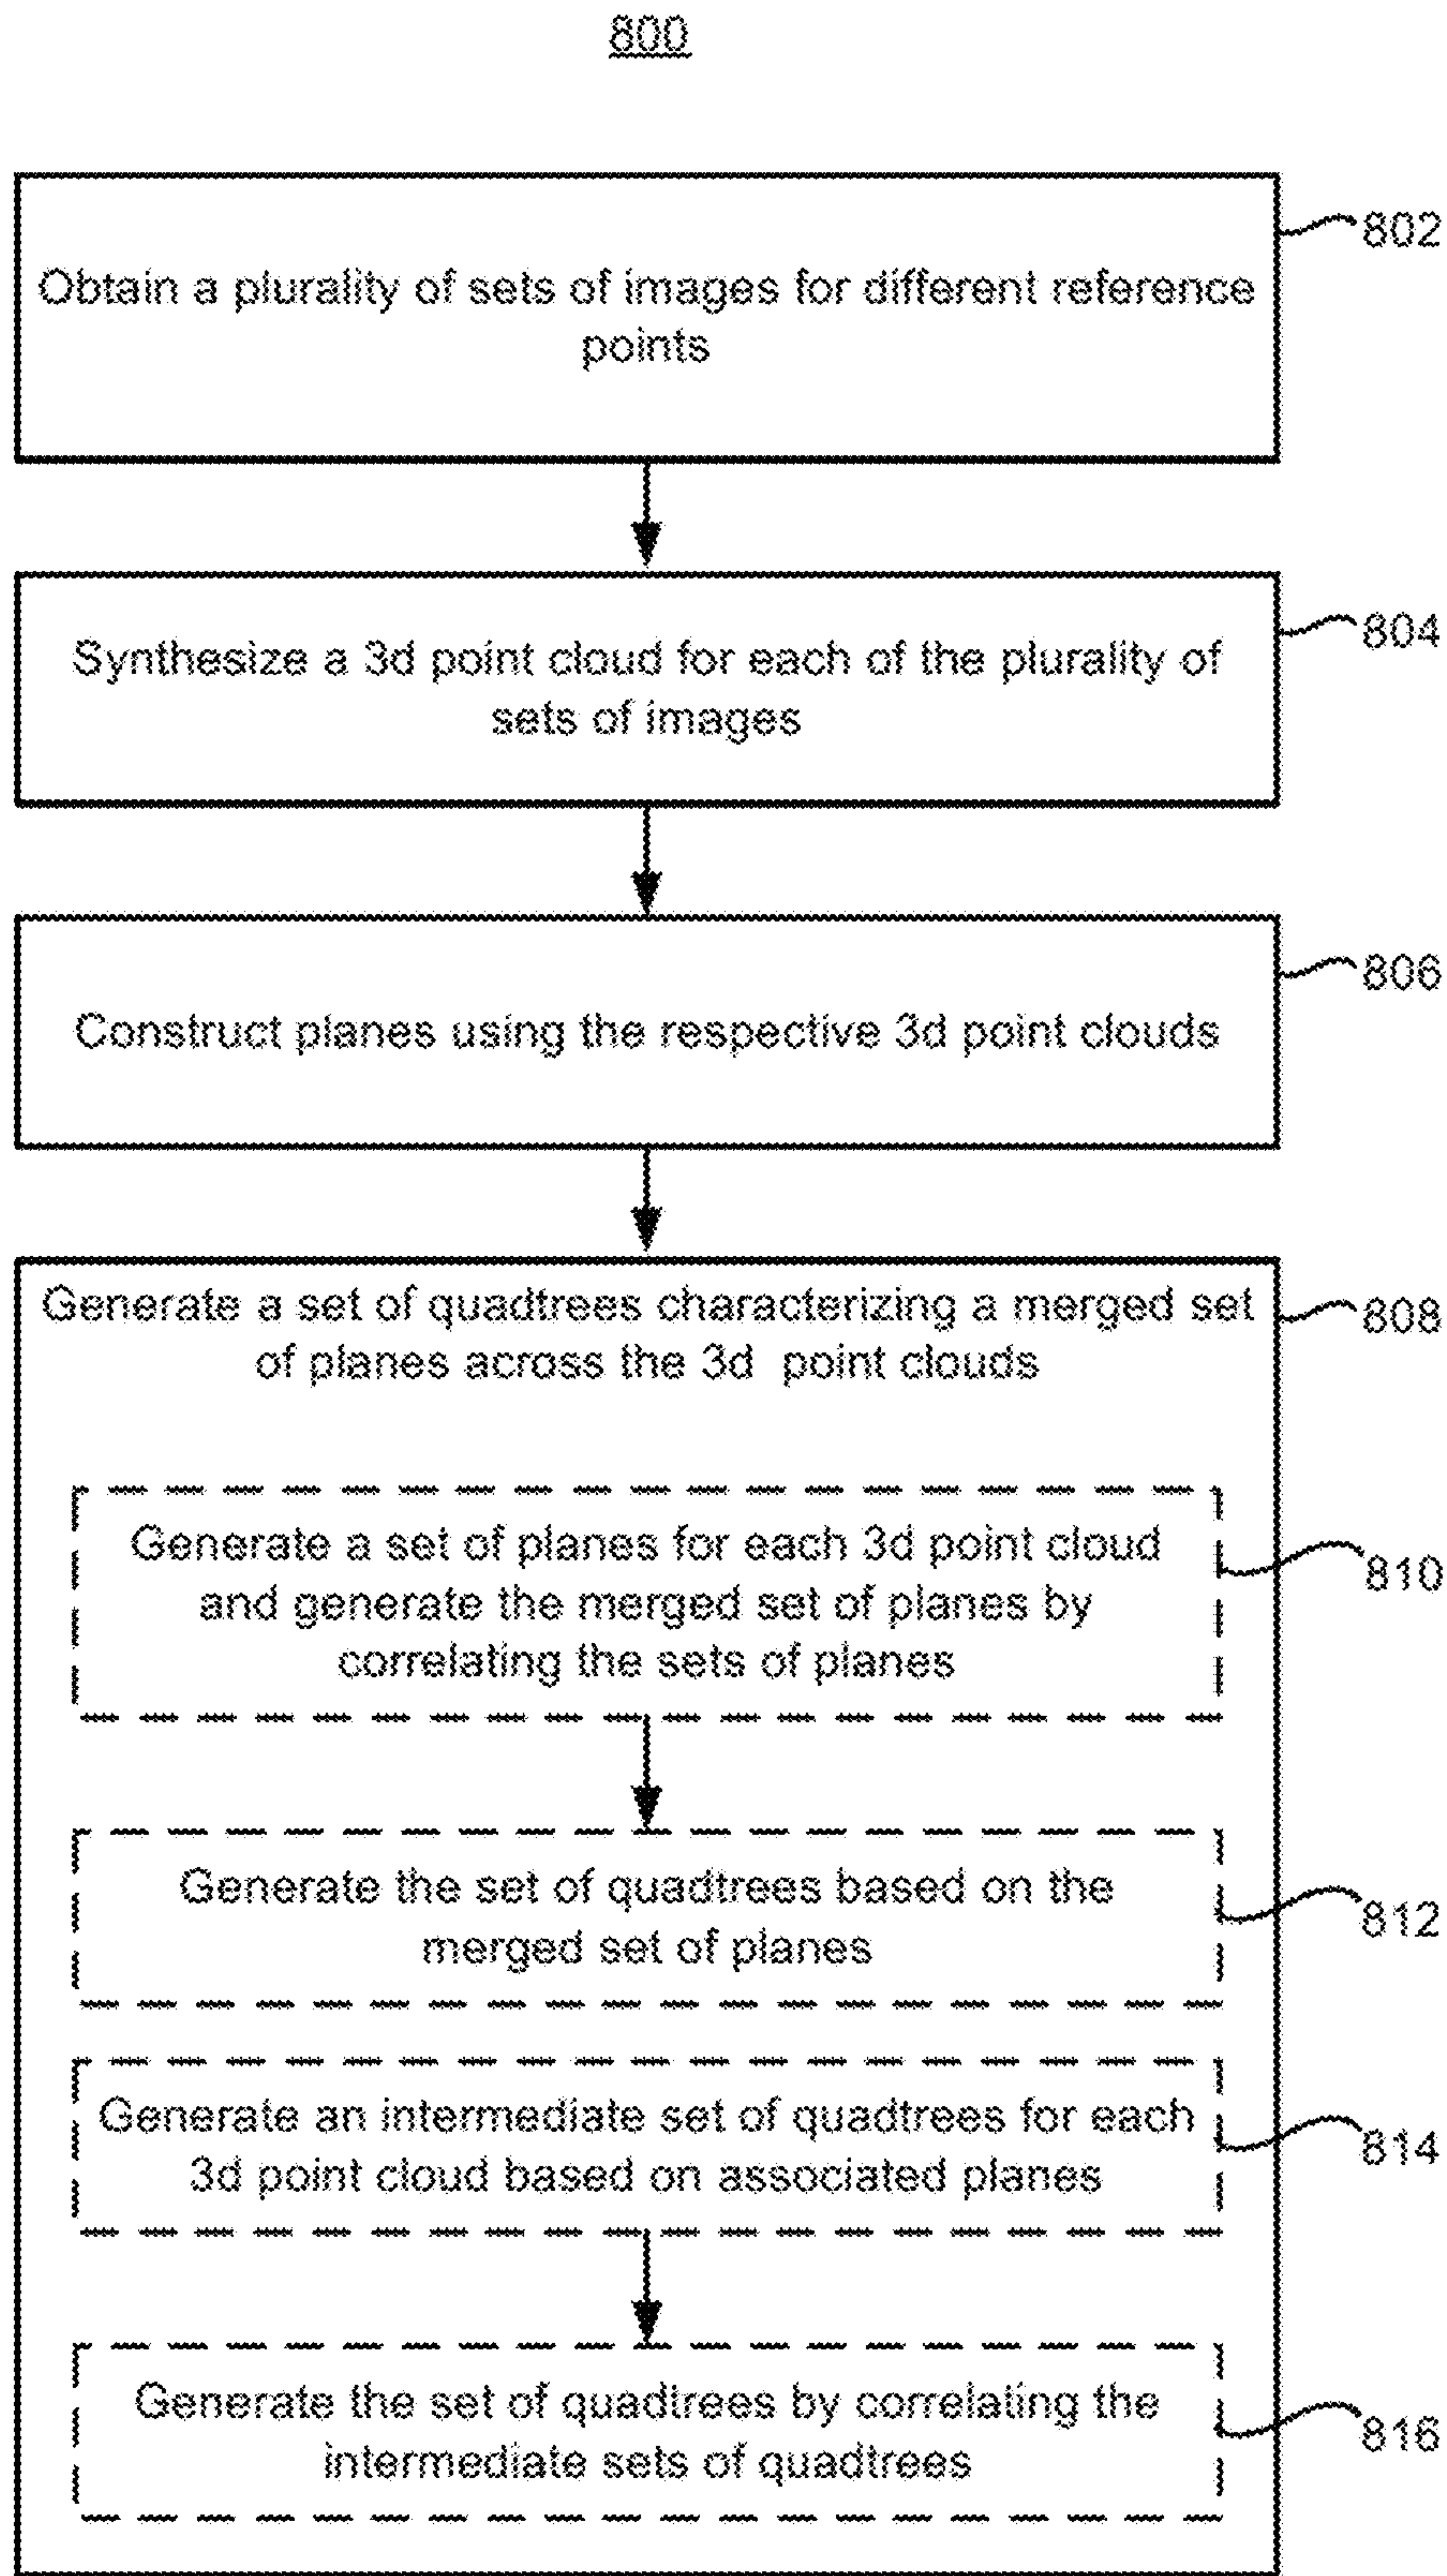 800
Obtain a plurality of sets of images for different reference
points
802
Synthesize a 3d point cloud for each of the plurality of
sets of images
804
Construct planes using the respective 3d point clouds
806
Generate a set of quadtrees characterizing a merged set
of planes across the 3d point clouds
808
Generate a set of planes for each 3d point cloud
and generate the merged set of planes by
correlating the sets of planes
810
Generate the set of quadtrees based on the
merged set of planes
812
Generate an intermediate set of quadtrees for each
3d point cloud based on associated planes
814
Generate the set of quadtrees by correlating the
intermediate sets of quadtrees
816